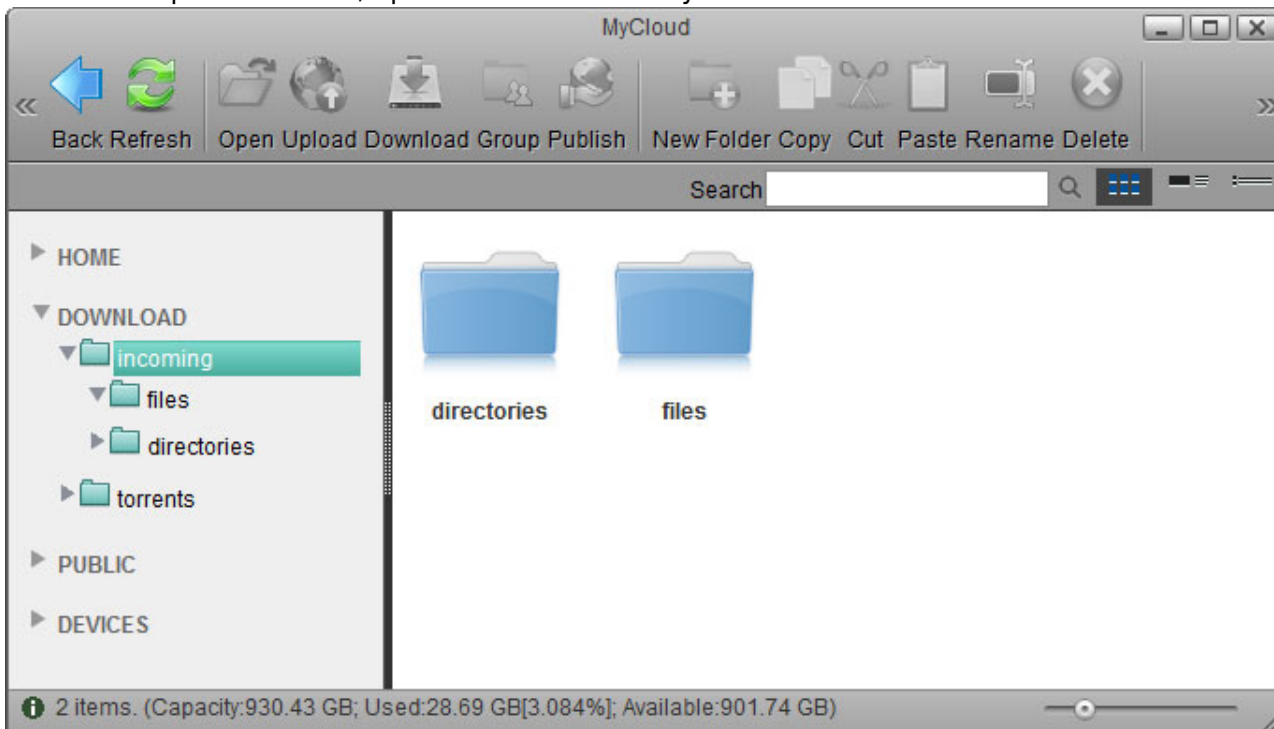 MyCloud
Back Refresh Open Upload Download Group Publish New Folder Copy Cut Paste Rename Delete
Search
HOME
DOWNLOAD
incoming
files
directories
torrents
PUBLIC
DEVICES
directories files
2 items. (Capacity:930.43 GB; Used:28.69 GB[3.084%]; Available:901.74 GB)